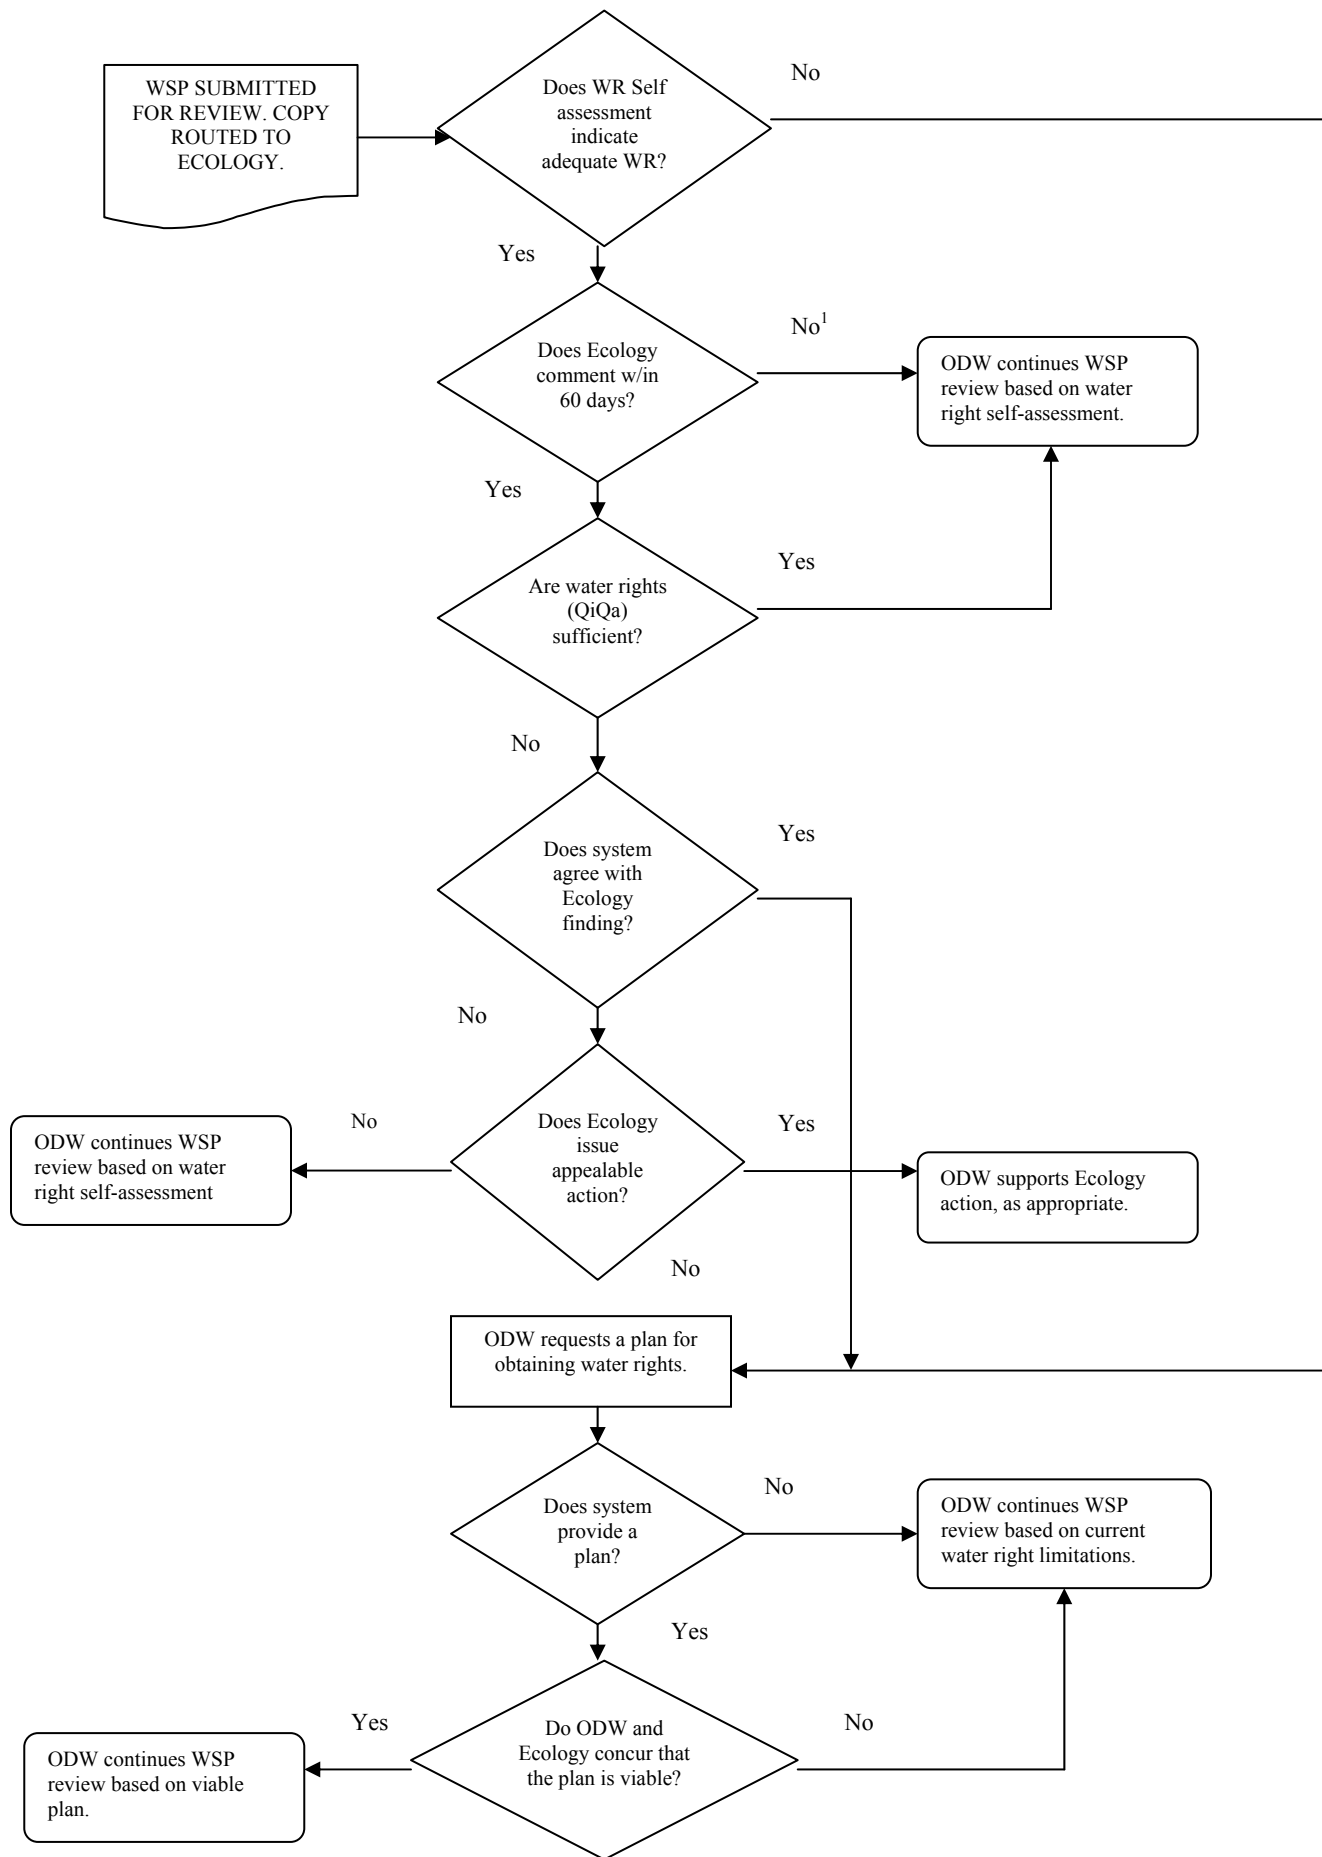 WSP SUBMITTED
FOR REVIEW. COPY
ROUTED TO
ECOLOGY.
Does WR Self
assessment
indicate
adequate WR?
No
Yes
Does Ecology
comment w/in
60 days?
No¹
ODW continues WSP
review based on water
right self-assessment.
Yes
Are water rights
(QiQa)
sufficient?
Yes
No
Does system
agree with
Ecology
finding?
Yes
No
Does Ecology
issue
appealable
action?
No
ODW continues WSP
review based on water
right self-assessment
Yes
ODW supports Ecology
action, as appropriate.
No
ODW requests a plan for
obtaining water rights.
Does system
provide a
plan?
No
ODW continues WSP
review based on current
water right limitations.
Yes
Do ODW and
Ecology concur that
the plan is viable?
Yes
No
ODW continues WSP
review based on viable
plan.